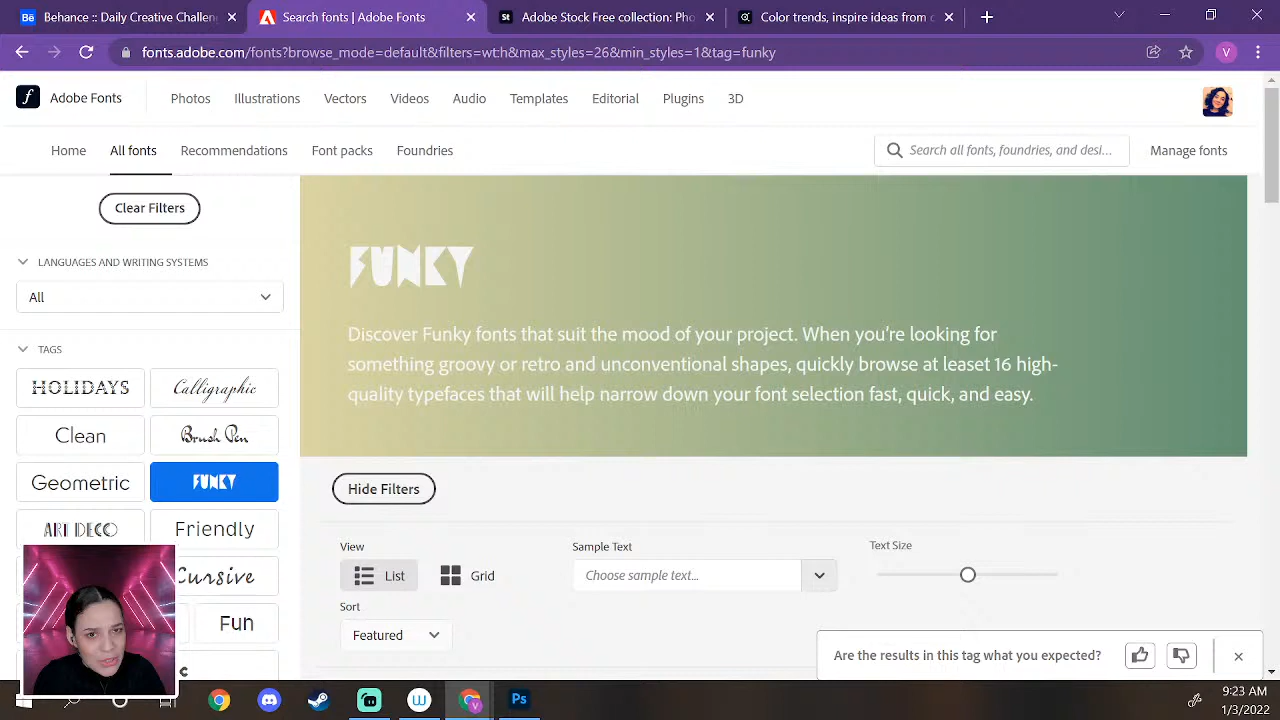 Behance : Daily Creative Challen
Search fonts | Adobe Fonts
Adobe Stock Free collection: Pho
Color trends, inspire ideas from c
fonts.adobe.com/fonts?browse_mode=default&filters=wt:h&max_styles=26&min_styles=1&tag=funky
V
Adobe Fonts
Photos
Illustrations
Vectors
Videos
Audio
Templates
Editorial
Plugins
3D
Home
All fonts
Recommendations
Font packs
Foundries
Search all fonts, foundries, and desi...
Manage fonts
Clear Filters
FUNKY
LANGUAGES AND WRITING SYSTEMS
All
Discover Funky fonts that suit the mood of your project. When you're looking for
something groovy or retro and unconventional shapes, quickly browse at leaset 16 high-
quality typefaces that will help narrow down your font selection fast, quick, and easy.
TAGS
HOLIDAYS
Calligraphic
Clean
Brush Pen
Geometric
FUNKY
ART DECO
Friendly
Cursive
Fun
Hide Filters
View
List
Grid
Sample Text
Choose sample text...
Text Size
Sort
Featured
Are the results in this tag what you expected?
Ps
9:23 AM
1/3/2022